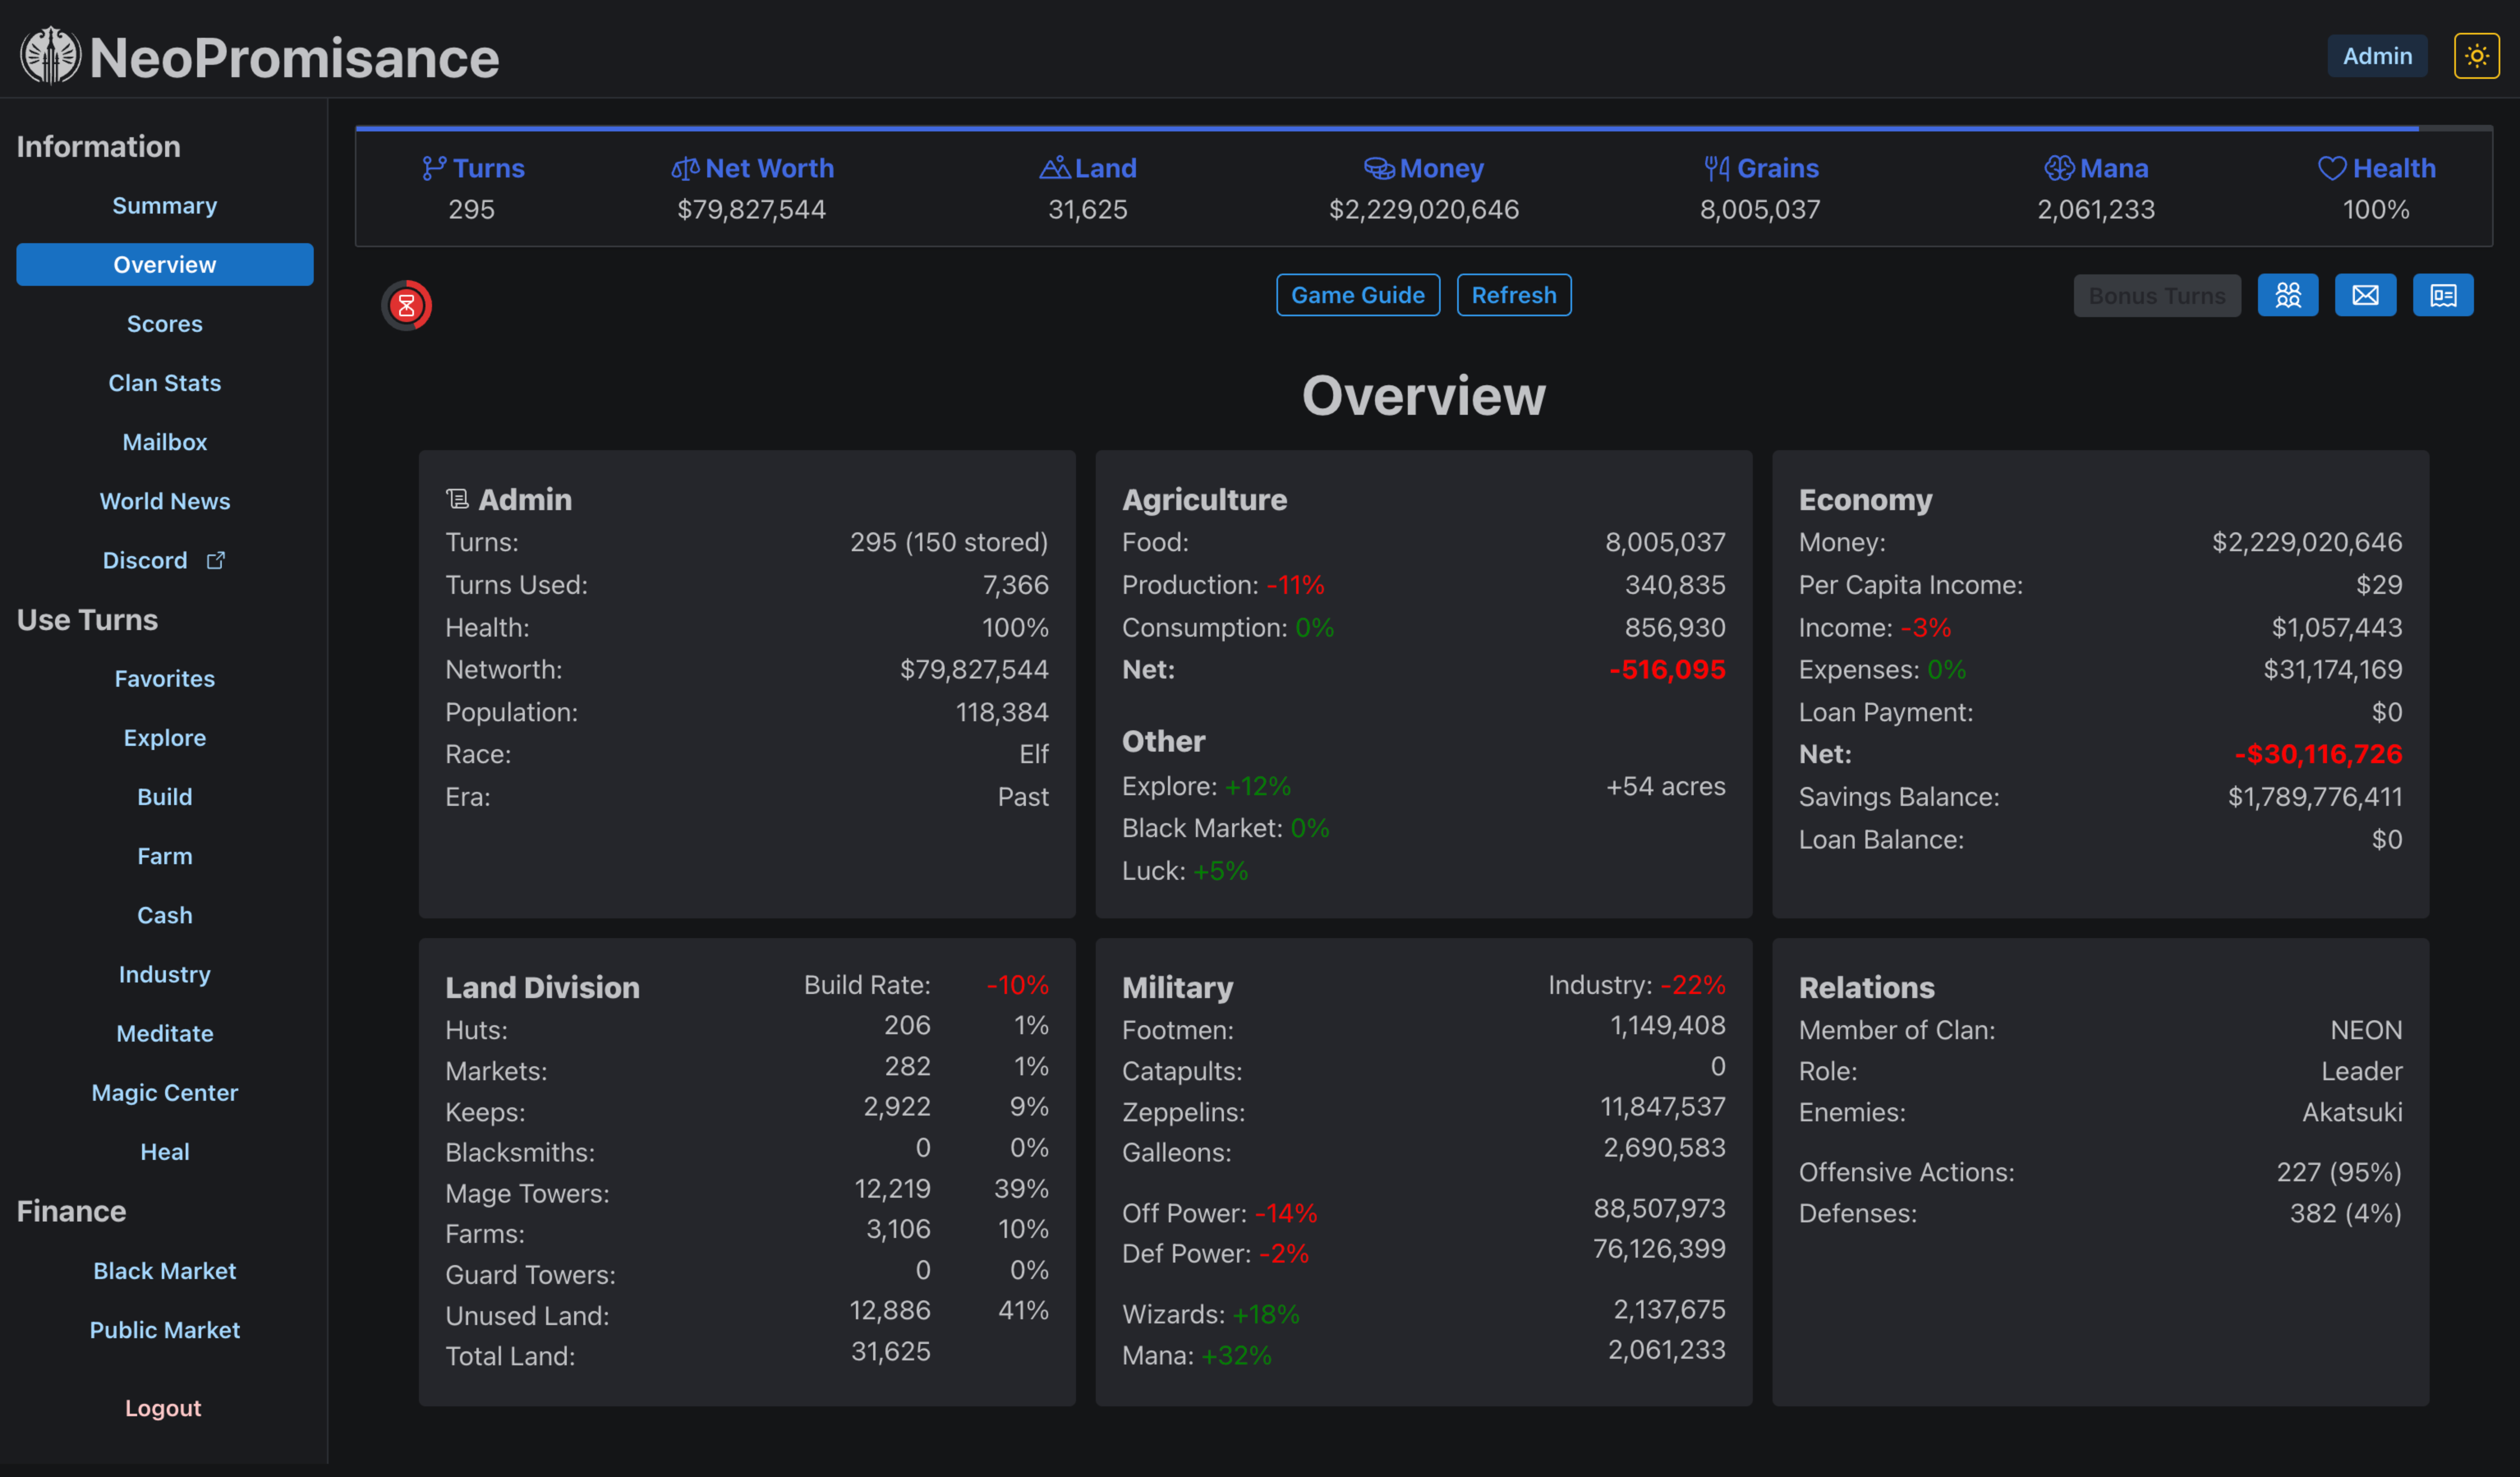 NeoPromisance
Admin
Information
Summary
Overview
Scores
Clan Stats
Mailbox
World News
Discord
Use Turns
Favorites
Explore
Build
Farm
Cash
Industry
Meditate
Magic Center
Heal
Finance
Black Market
Public Market
Logout
Turns Net Worth Land Money Grains Mana Health
295 $79,827,544 31,625 $2,229,020,646 8,005,037 2,061,233 100%
Game Guide Refresh Bonus Turns
Overview
Admin
Turns: 295 (150 stored)
Turns Used: 7,366
Health: 100%
Networth: $79,827,544
Population: 118,384
Race: Elf
Era: Past
Agriculture
Food: 8,005,037
Production: -11% 340,835
Consumption: 0% 856,930
Net: -516,095
Other
Explore: +12% +54 acres
Black Market: 0%
Luck: +5%
Economy
Money: $2,229,020,646
Per Capita Income: $29
Income: -3% $1,057,443
Expenses: 0% $31,174,169
Loan Payment: $0
Net: -$30,116,726
Savings Balance: $1,789,776,411
Loan Balance: $0
Land Division Build Rate: -10%
Huts: 206 1%
Markets: 282 1%
Keeps: 2,922 9%
Blacksmiths: 0 0%
Mage Towers: 12,219 39%
Farms: 3,106 10%
Guard Towers: 0 0%
Unused Land: 12,886 41%
Total Land: 31,625
Military Industry: -22%
Footmen: 1,149,408
Catapults: 0
Zeppelins: 11,847,537
Galleons: 2,690,583
Off Power: -14% 88,507,973
Def Power: -2% 76,126,399
Wizards: +18% 2,137,675
Mana: +32% 2,061,233
Relations
Member of Clan: NEON
Role: Leader
Enemies: Akatsuki
Offensive Actions: 227 (95%)
Defenses: 382 (4%)